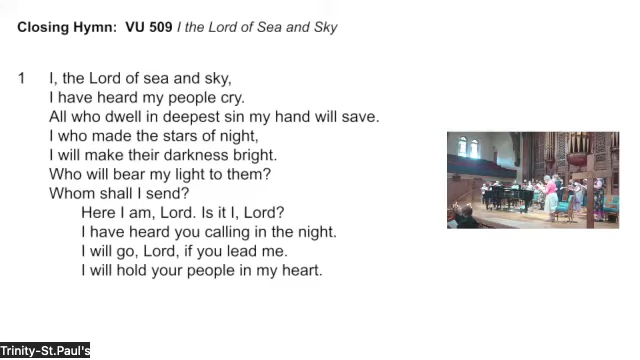 Closing Hymn: VU 509 I the Lord of Sea and Sky
1 I, the Lord of sea and sky,
I have heard my people cry.
All who dwell in deepest sin my hand will save.
I who made the stars of night,
I will make their darkness bright.
Who will bear my light to them?
Whom shall I send?
Here I am, Lord. Is it I, Lord?
I have heard you calling in the night.
I will go, Lord, if you lead me.
I will hold your people in my heart.
Trinity-St.Paul's